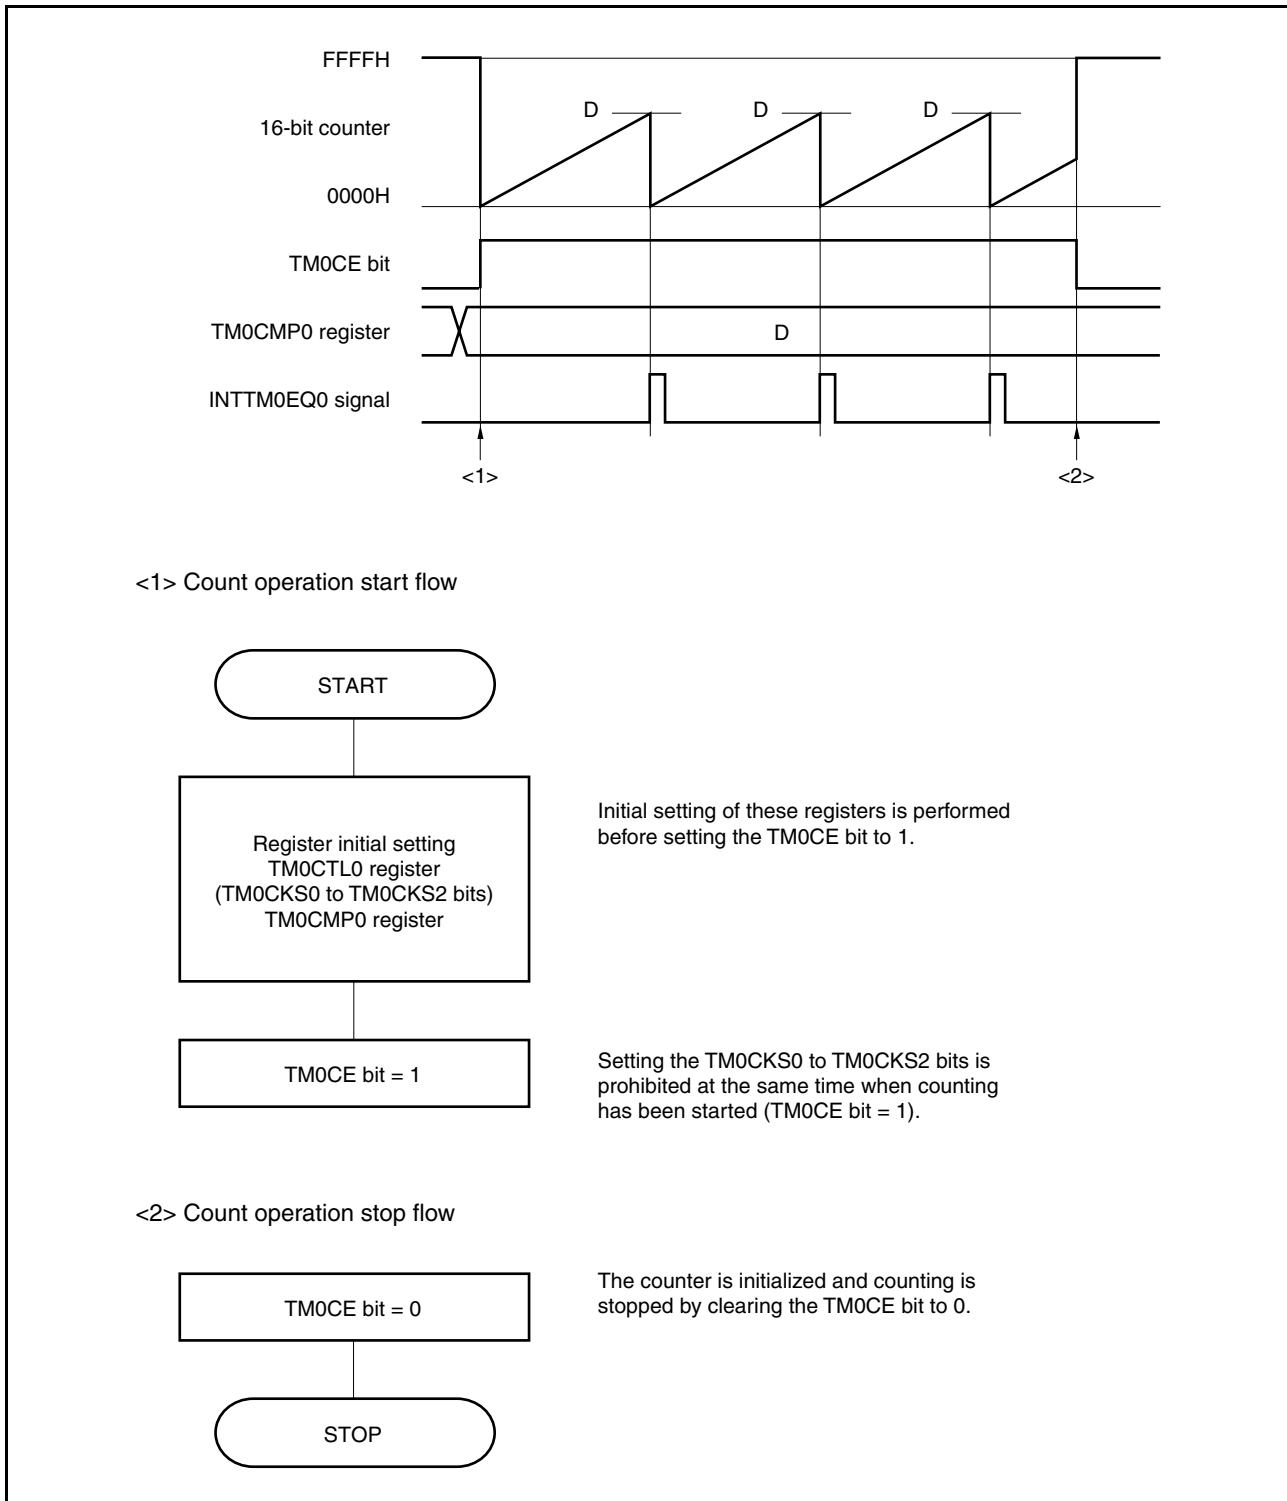 FFFFH
D D D
16-bit counter
0000H
TM0CE bit
TM0CMP0 register
D
INTTM0EQ0 signal
<1> <2>
<1> Count operation start flow
START
Register initial setting
TM0CTL0 register
(TM0CKS0 to TM0CKS2 bits)
TM0CMP0 register
Initial setting of these registers is performed
before setting the TM0CE bit to 1.
TM0CE bit = 1
Setting the TM0CKS0 to TM0CKS2 bits is
prohibited at the same time when counting
has been started (TM0CE bit = 1).
<2> Count operation stop flow
TM0CE bit = 0
The counter is initialized and counting is
stopped by clearing the TM0CE bit to 0.
STOP